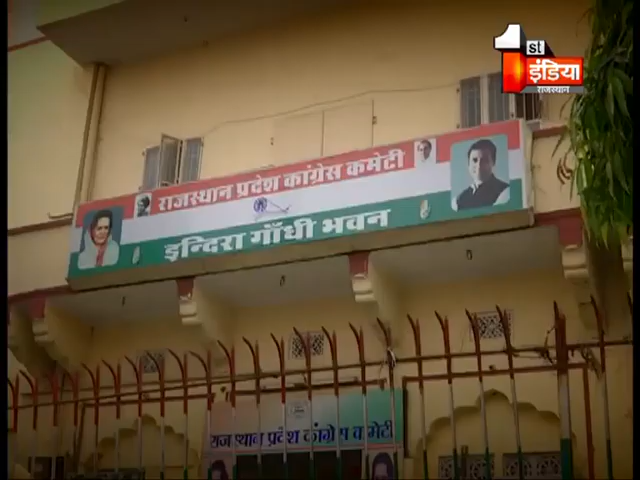 1st
इंडिया
राजस्थान
राजस्थान प्रदेश कांग्रेस कमेटी
इन्दिरा गाँधी भवन
राजस्थान प्रदेश कांग्रेस कमेटी